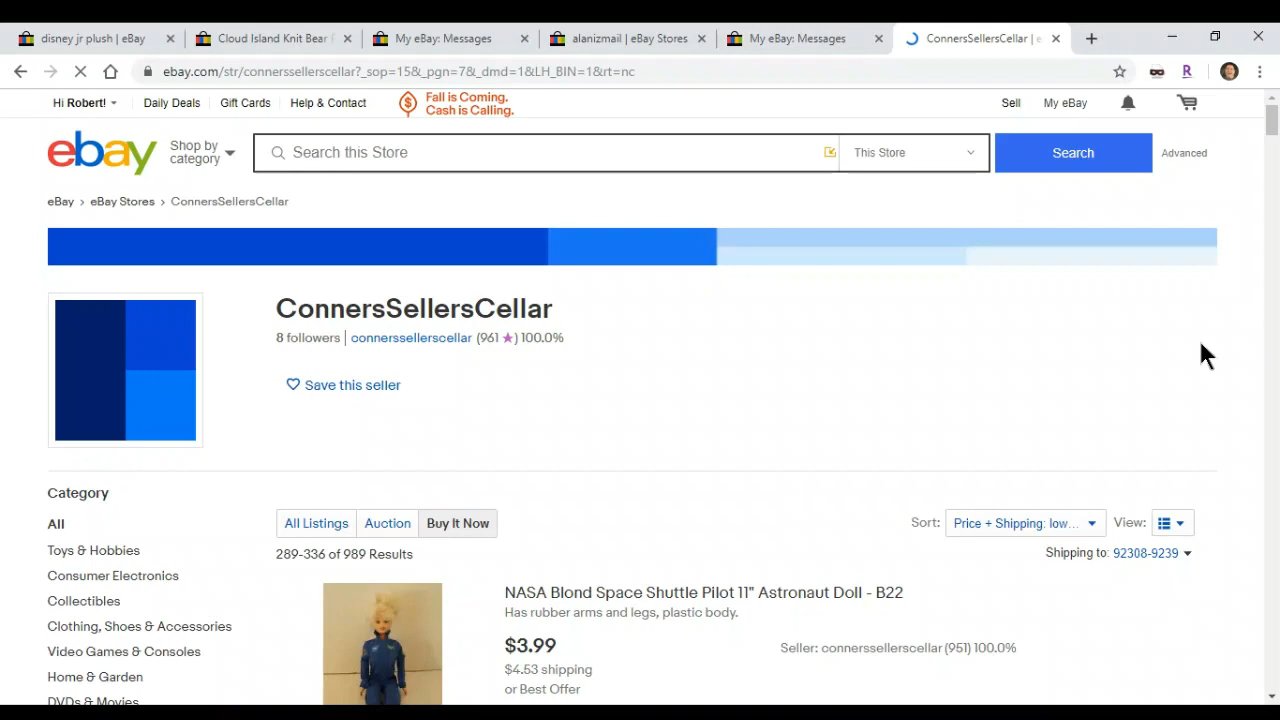 disney jr plush | eBay
Cloud Island Knit Bear
My eBay: Messages
alanizmail | eBay Stores
My eBay: Messages
ConnersSellersCellar | e
ebay.com/str/connerssellerscellar?_sop=15&_pgn=7&_dmd=1&LH_BIN=1&rt=nc
R
Hi Robert!
Daily Deals
Gift Cards
Help & Contact
Fall is Coming.
Cash is Calling.
Sell
My eBay
ebay
Shop by
category
Search this Store
This Store
Search
Advanced
eBay > eBay Stores > ConnersSellersCellar
ConnersSellersCellar
8 followers | connerssellerscellar (961 ★) 100.0%
Save this seller
Category
All
Toys & Hobbies
Consumer Electronics
Collectibles
Clothing, Shoes & Accessories
Video Games & Consoles
Home & Garden
DVDs & Movies
All Listings
Auction
Buy It Now
Sort: Price + Shipping: low...
View:
289-336 of 989 Results
Shipping to: 92308-9239
NASA Blond Space Shuttle Pilot 11" Astronaut Doll - B22
Has rubber arms and legs, plastic body.
$3.99
Seller: connerssellerscellar (951) 100.0%
$4.53 shipping
or Best Offer